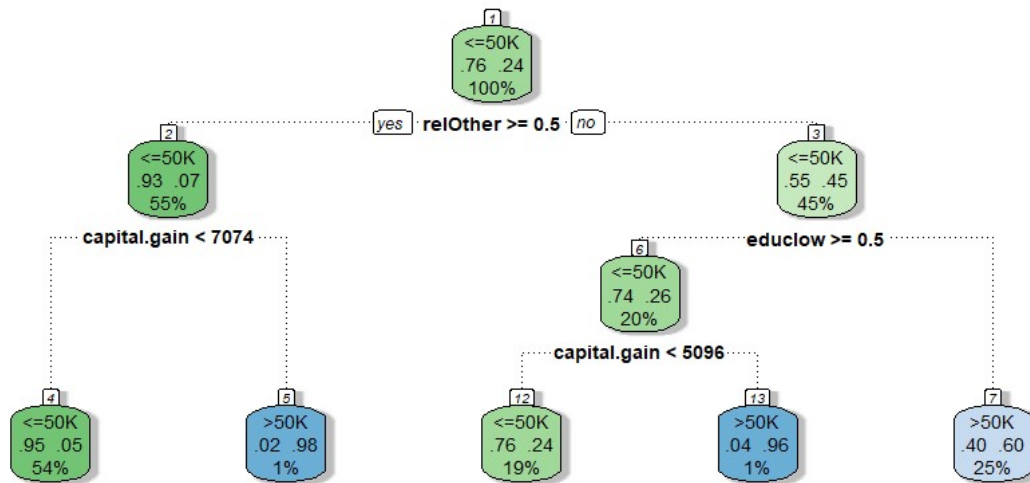 1
<=50K
.76 .24
100%
yes relOther >= 0.5 no
2
<=50K
.93 .07
55%
3
<=50K
.55 .45
45%
capital.gain < 7074
educlow >= 0.5
6
<=50K
.74 .26
20%
capital.gain < 5096
4
<=50K
.95 .05
54%
5
>50K
.02 .98
1%
12
<=50K
.76 .24
19%
13
>50K
.04 .96
1%
7
>50K
.40 .60
25%